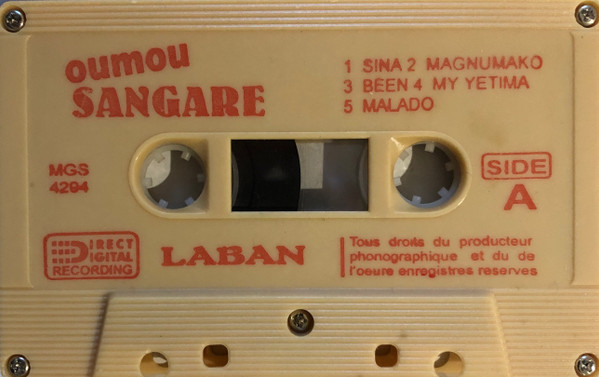 oumou
SANGARE
1 SINA 2 MAGNUMAKO
3 BEEN 4 MY YETIMA
5 MALADO
MGS
4294
SIDE
A
DIRECT
DIGITAL
RECORDING
LABAN
Tous droits du producteur
phonographique et du de
l'oeure enregistres reserves